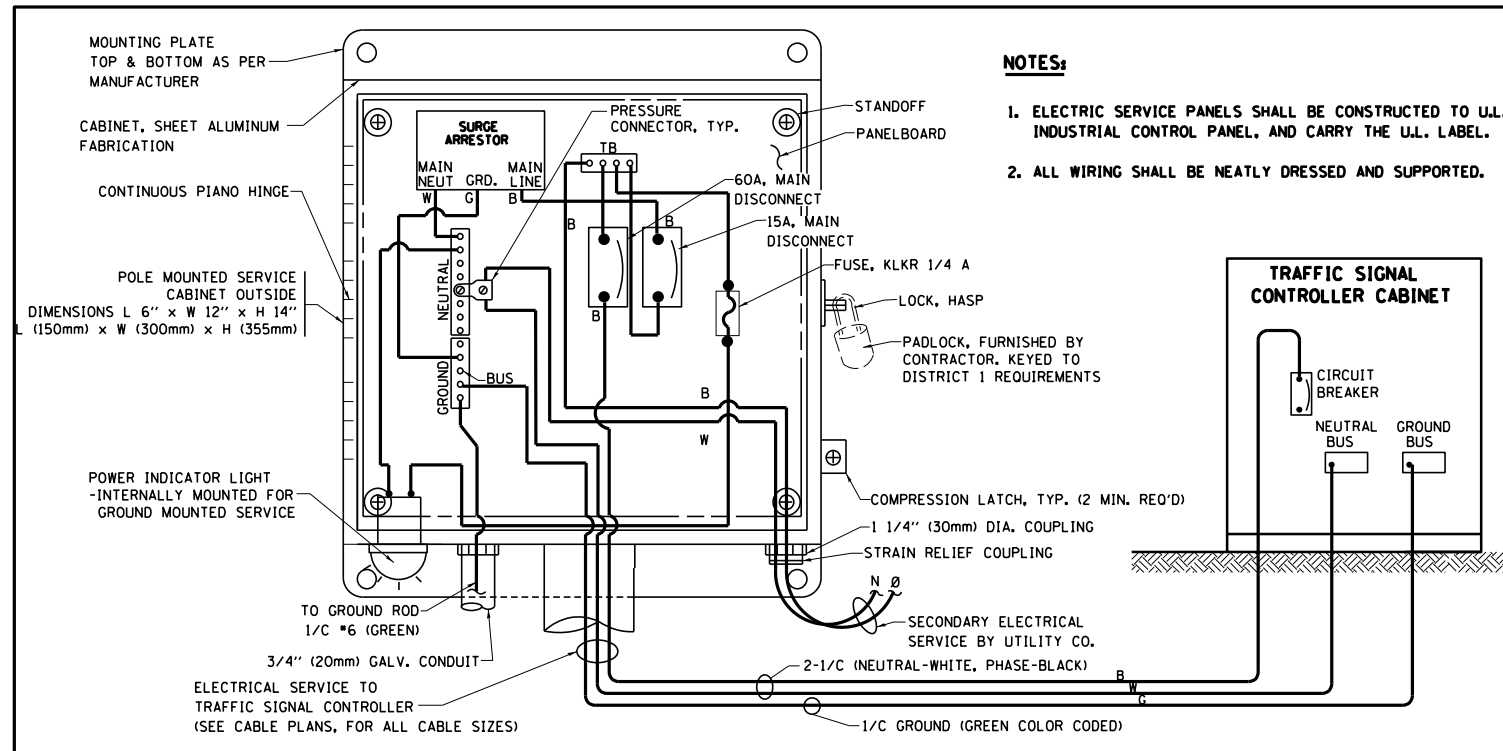 MOUNTING PLATE
TOP & BOTTOM AS PER
MANUFACTURER
CABINET, SHEET ALUMINUM
FABRICATION
CONTINUOUS PIANO HINGE
POLE MOUNTED SERVICE
CABINET OUTSIDE
DIMENSIONS L 6" x W 12" x H 14"
L (150mm) x W (300mm) x H (355mm)
POWER INDICATOR LIGHT
-INTERNALLY MOUNTED FOR
GROUND MOUNTED SERVICE
SURGE
ARRESTOR
MAIN
NEUT
GRD.
MAIN
LINE
W
G
B
PRESSURE
CONNECTOR, TYP.
TB
STANDOFF
PANELBOARD
60A, MAIN
DISCONNECT
15A, MAIN
DISCONNECT
B
B
B
FUSE, KLKR 1/4 A
LOCK, HASP
PADLOCK, FURNISHED BY
CONTRACTOR. KEYED TO
DISTRICT 1 REQUIREMENTS
NEUTRAL
GROUND
BUS
B
W
COMPRESSION LATCH, TYP. (2 MIN. REQ'D)
1 1/4" (30mm) DIA. COUPLING
STRAIN RELIEF COUPLING
N Ø
SECONDARY ELECTRICAL
SERVICE BY UTILITY CO.
TO GROUND ROD
1/C #6 (GREEN)
3/4" (20mm) GALV. CONDUIT
ELECTRICAL SERVICE TO
TRAFFIC SIGNAL CONTROLLER
(SEE CABLE PLANS, FOR ALL CABLE SIZES)
2-1/C (NEUTRAL-WHITE, PHASE-BLACK)
B
W
G
1/C GROUND (GREEN COLOR CODED)
NOTES:
1. ELECTRIC SERVICE PANELS SHALL BE CONSTRUCTED TO U.L.
INDUSTRIAL CONTROL PANEL, AND CARRY THE U.L. LABEL.
2. ALL WIRING SHALL BE NEATLY DRESSED AND SUPPORTED.
TRAFFIC SIGNAL
CONTROLLER CABINET
CIRCUIT
BREAKER
NEUTRAL
BUS
GROUND
BUS